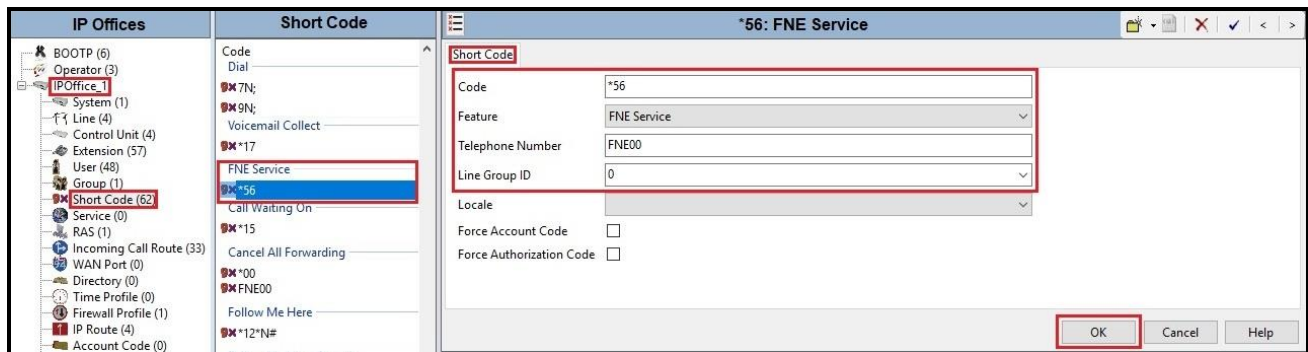 IP Offices
BOOTP (6)
Operator (3)
IPOffice_1
System (1)
Line (4)
Control Unit (4)
Extension (57)
User (48)
Group (1)
Short Code (62)
Service (0)
RAS (1)
Incoming Call Route (33)
WAN Port (0)
Directory (0)
Time Profile (0)
Firewall Profile (1)
IP Route (4)
Account Code (0)
Short Code
Code
Dial
*7N;
*9N;
Voicemail Collect
*17
FNE Service
*56
Call Waiting On
*15
Cancel All Forwarding
*00
FNE00
Follow Me Here
*12*N#
*56: FNE Service
Short Code
Code *56
Feature FNE Service
Telephone Number FNE00
Line Group ID 0
Locale
Force Account Code
Force Authorization Code
OK Cancel Help